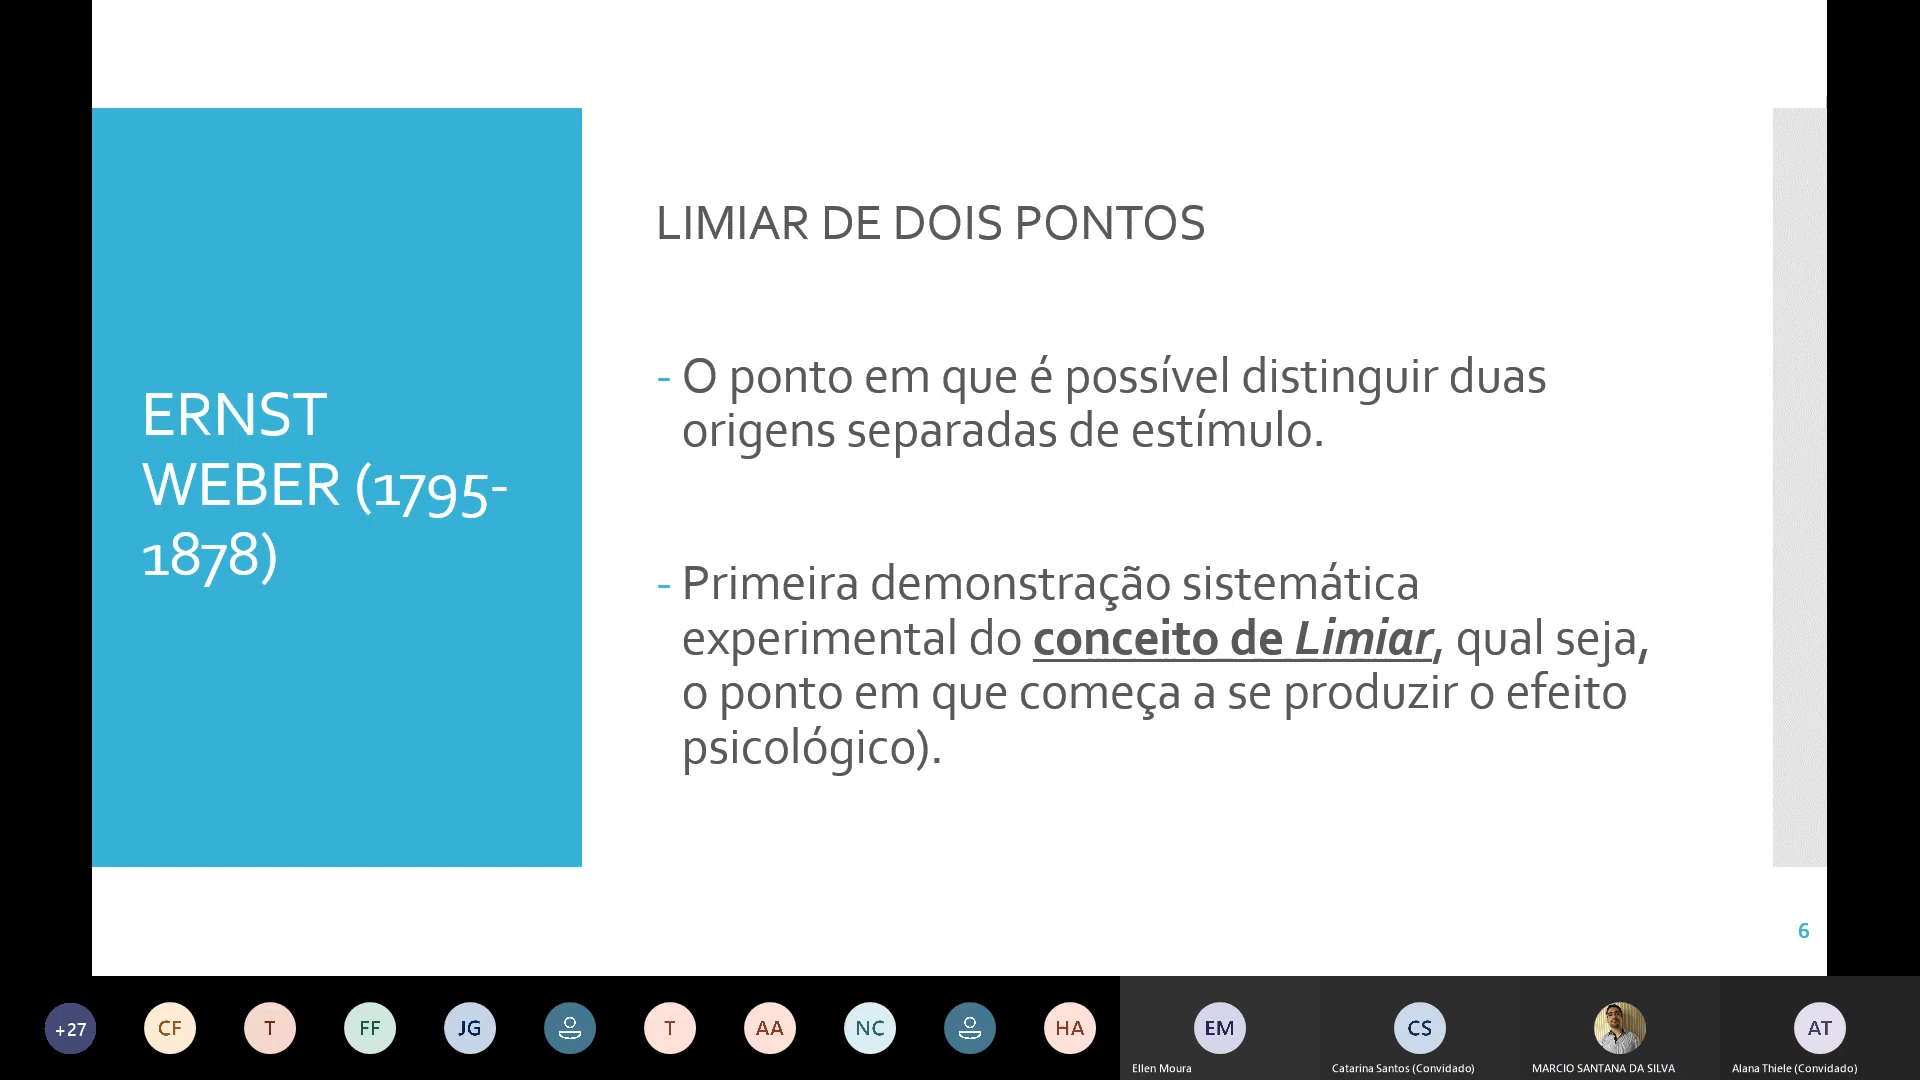 ERNST
WEBER (1795-
1878)
LIMIAR DE DOIS PONTOS
- O ponto em que é possível distinguir duas
origens separadas de estímulo.
- Primeira demonstração sistemática
experimental do conceito de Limiar, qual seja,
o ponto em que começa a se produzir o efeito
psicológico).
6
+27
CF
T
FF
JG
T
AA
NC
HA
EM
Ellen Moura
CS
Catarina Santos (Convidado)
MARCIO SANTANA DA SILVA
AT
Alana Thiele (Convidado)